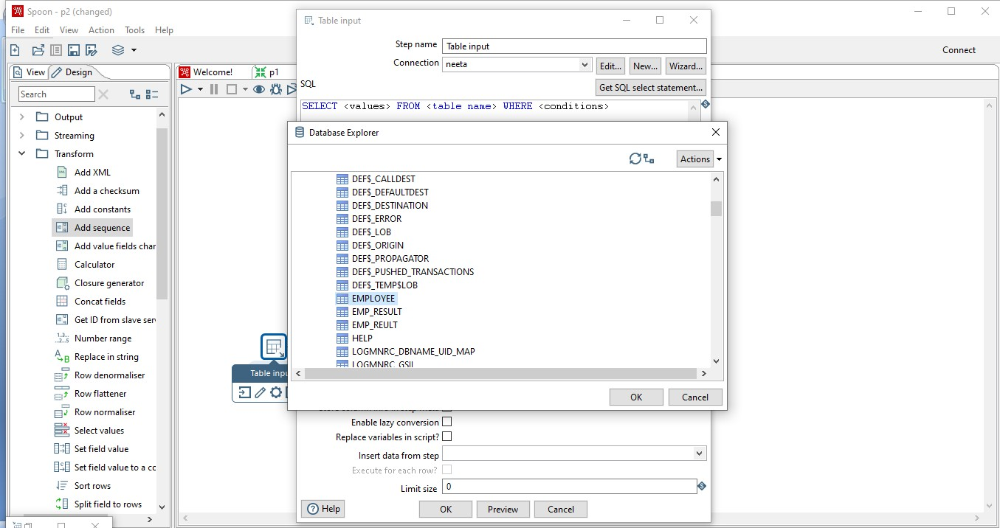 Spoon - p2 (changed)
File Edit View Action Tools Help
Connect
View Design
Search
Output
Streaming
Transform
Add XML
Add a checksum
Add constants
Add sequence
Add value fields char
Calculator
Closure generator
Concat fields
Get ID from slave ser
Number range
Replace in string
Row denormaliser
Row flattener
Row normaliser
Select values
Set field value
Set field value to a co
Sort rows
Split field to rows
Welcome! p1
Table inpu
Table input
Step name Table input
Connection neeta Edit... New... Wizard...
SQL Get SQL select statement...
SELECT <values> FROM <table name> WHERE <conditions>
Database Explorer
Actions
DEF$_CALLDEST
DEF$_DEFAULTDEST
DEF$_DESTINATION
DEF$_ERROR
DEF$_LOB
DEF$_ORIGIN
DEF$_PROPAGATOR
DEF$_PUSHED_TRANSACTIONS
DEF$_TEMP$LOB
EMPLOYEE
EMP_RESULT
EMP_REULT
HELP
LOGMNRC_DBNAME_UID_MAP
LOGMNRC_GSII
OK Cancel
Enable lazy conversion
Replace variables in script?
Insert data from step
Execute for each row?
Limit size 0
Help OK Preview Cancel